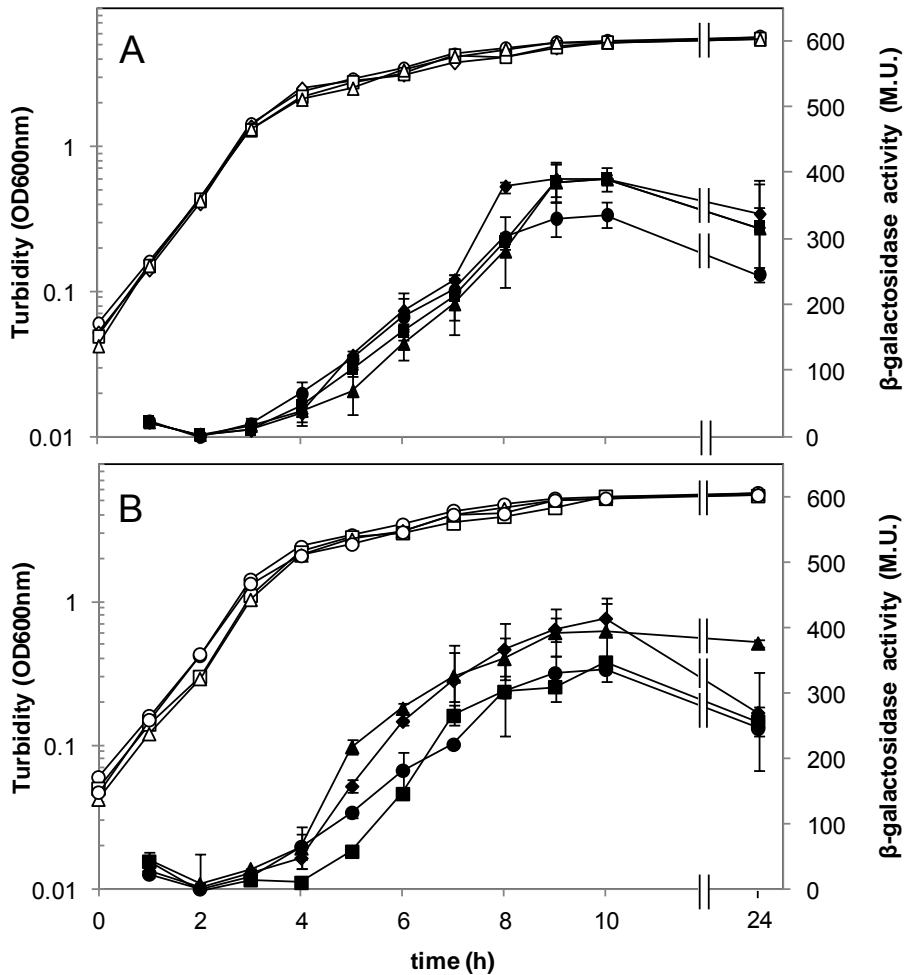 A
Turbidity (OD600nm)
1
0.1
0.01
600
500
400
300
200
100
0
β-galactosidase activity (M.U.)
B
Turbidity (OD600nm)
1
0.1
0.01
600
500
400
300
200
100
0
β-galactosidase activity (M.U.)
0 2 4 6 8 10 24
time (h)